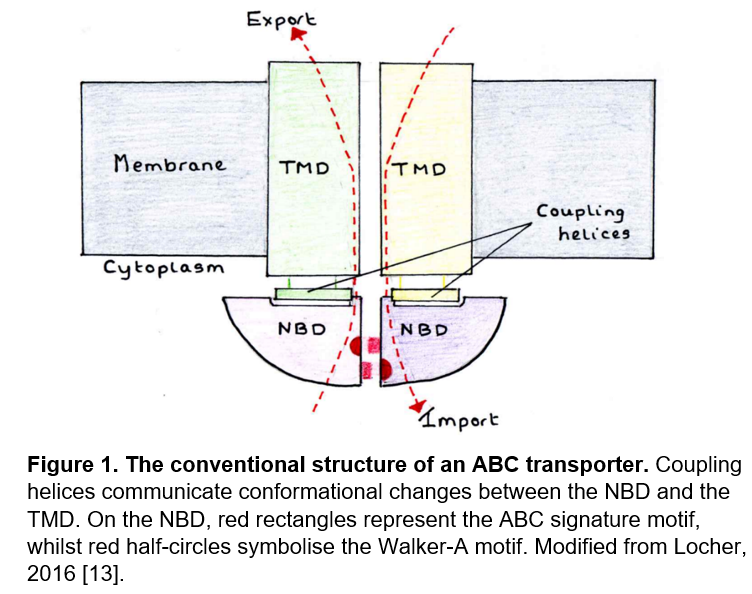 Export
Membrane
TMD
TMD
Coupling
helices
Cytoplasm
NBD
NBD
Import
Figure 1. The conventional structure of an ABC transporter. Coupling
helices communicate conformational changes between the NBD and the
TMD. On the NBD, red rectangles represent the ABC signature motif,
whilst red half-circles symbolise the Walker-A motif. Modified from Locher,
2016 [13].